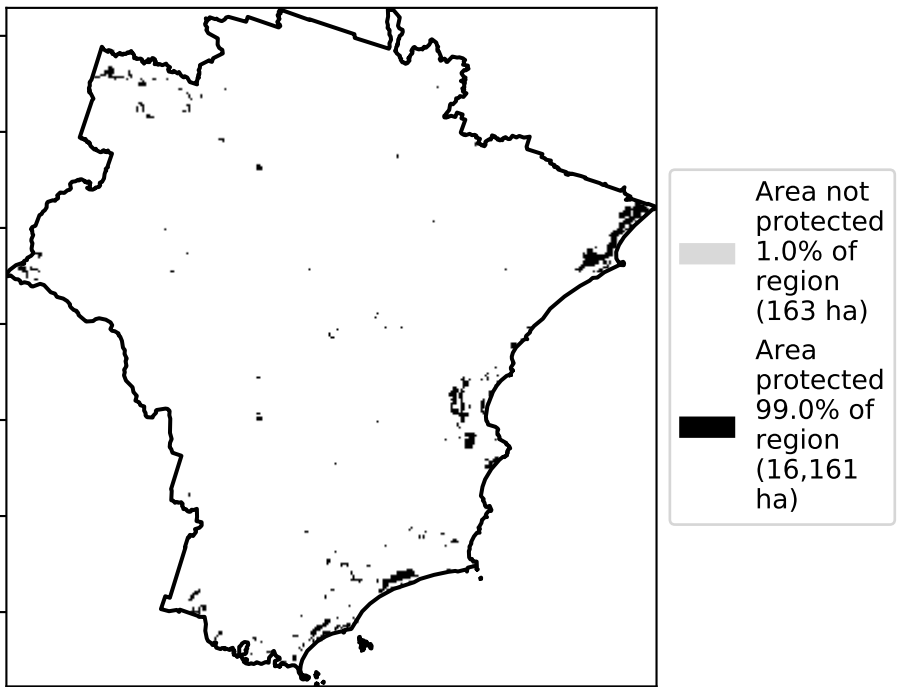 Area not
protected
1.0% of
region
(163 ha)
Area
protected
99.0% of
region
(16,161
ha)